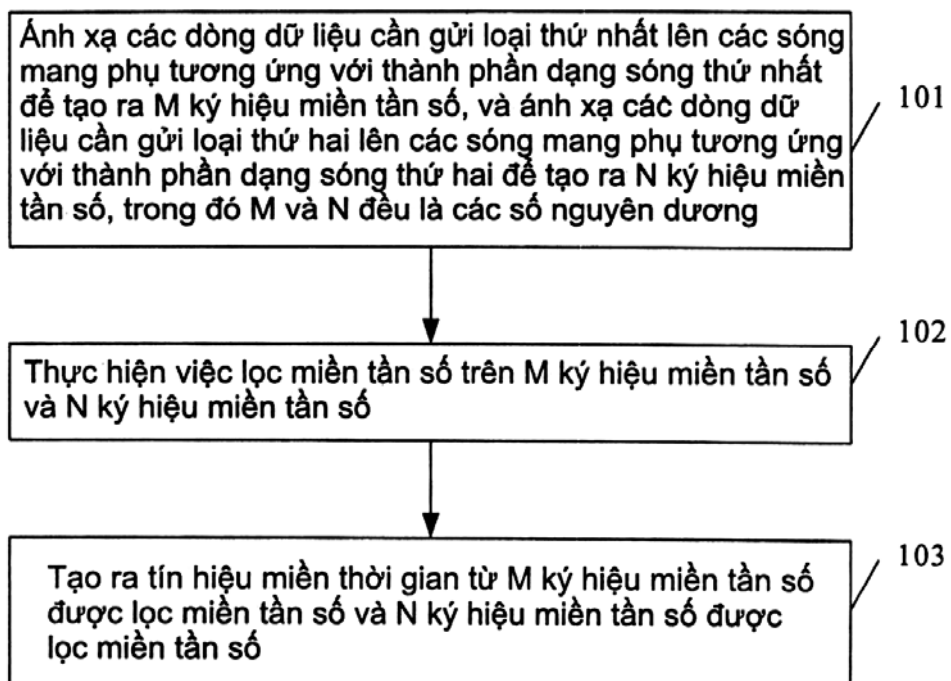 Ánh xạ các dòng dữ liệu cần gửi loại thứ nhất lên các sóng
mang phụ tương ứng với thành phần dạng sóng thứ nhất
để tạo ra M ký hiệu miền tần số, và ánh xạ các dòng dữ
liệu cần gửi loại thứ hai lên các sóng mang phụ tương ứng
với thành phần dạng sóng thứ hai để tạo ra N ký hiệu miền
tần số, trong đó M và N đều là các số nguyên dương
101
Thực hiện việc lọc miền tần số trên M ký hiệu miền tần số
và N ký hiệu miền tần số
102
Tạo ra tín hiệu miền thời gian từ M ký hiệu miền tần số
được lọc miền tần số và N ký hiệu miền tần số được
lọc miền tần số
103